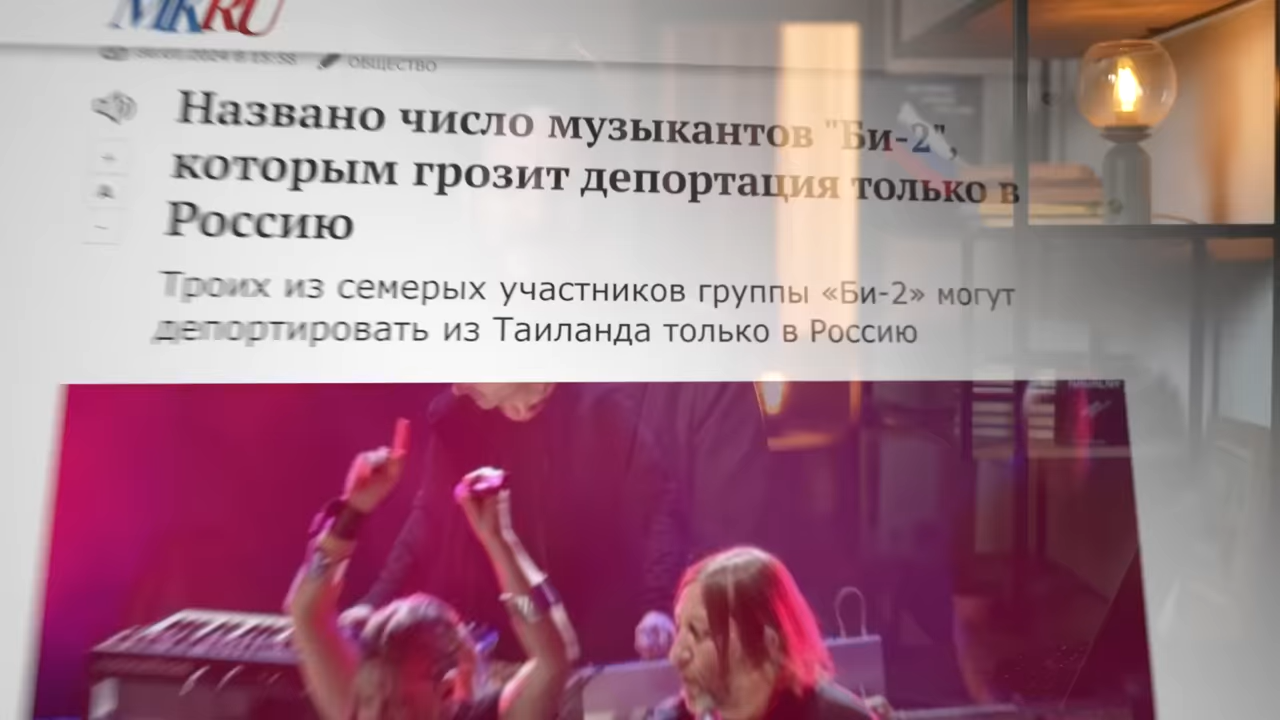 MKRU
ОБЩЕСТВО
Названо число музыкантов "Би-2",
которым грозит депортация только в
Россию
Троих из семерых участников группы «Би-2» могут
депортировать из Таиланда только в Россию